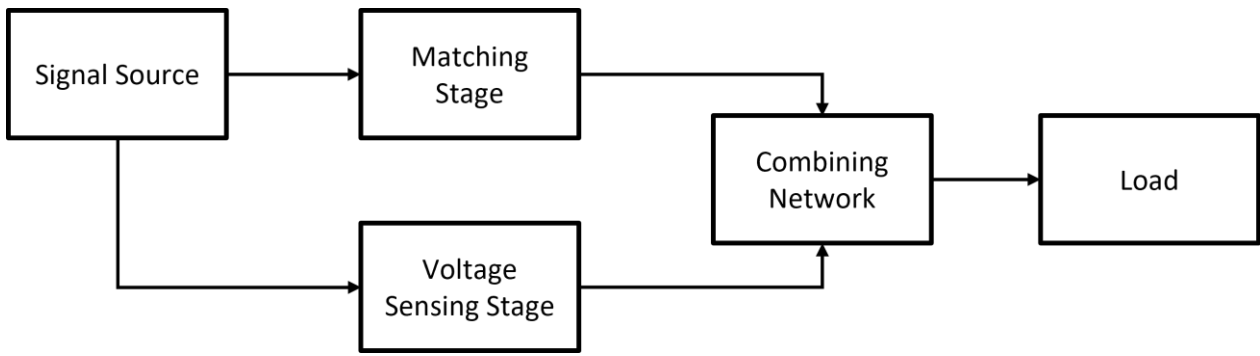 Signal Source
Matching
Stage
Combining
Network
Load
Voltage
Sensing Stage